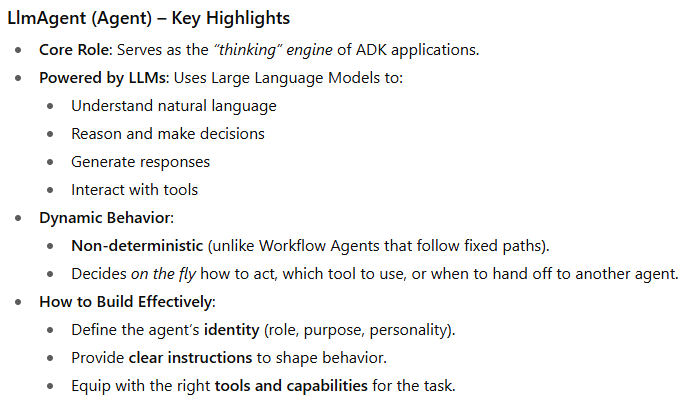 LlmAgent (Agent) – Key Highlights
• Core Role: Serves as the “thinking” engine of ADK applications.
• Powered by LLMs: Uses Large Language Models to:
• Understand natural language
• Reason and make decisions
• Generate responses
• Interact with tools
• Dynamic Behavior:
• Non-deterministic (unlike Workflow Agents that follow fixed paths).
• Decides on the fly how to act, which tool to use, or when to hand off to another agent.
• How to Build Effectively:
• Define the agent’s identity (role, purpose, personality).
• Provide clear instructions to shape behavior.
• Equip with the right tools and capabilities for the task.